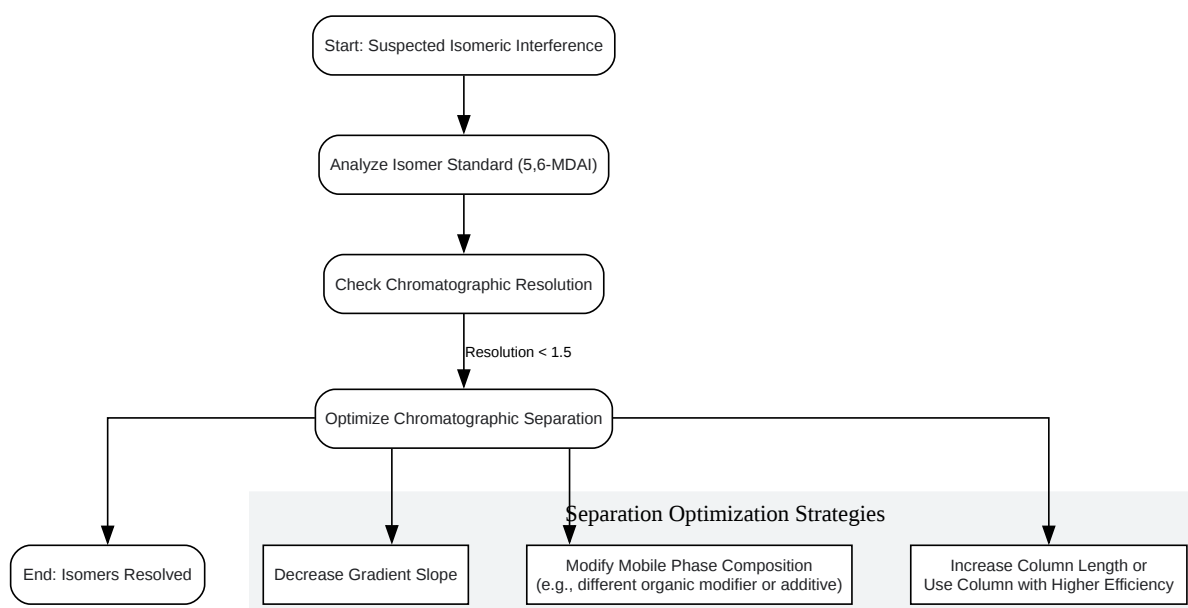 Start: Suspected Isomeric Interference
Analyze Isomer Standard (5,6-MDAI)
Check Chromatographic Resolution
Resolution < 1.5
Optimize Chromatographic Separation
Separation Optimization Strategies
End: Isomers Resolved
Decrease Gradient Slope
Modify Mobile Phase Composition
(e.g., different organic modifier or additive)
Increase Column Length or
Use Column with Higher Efficiency